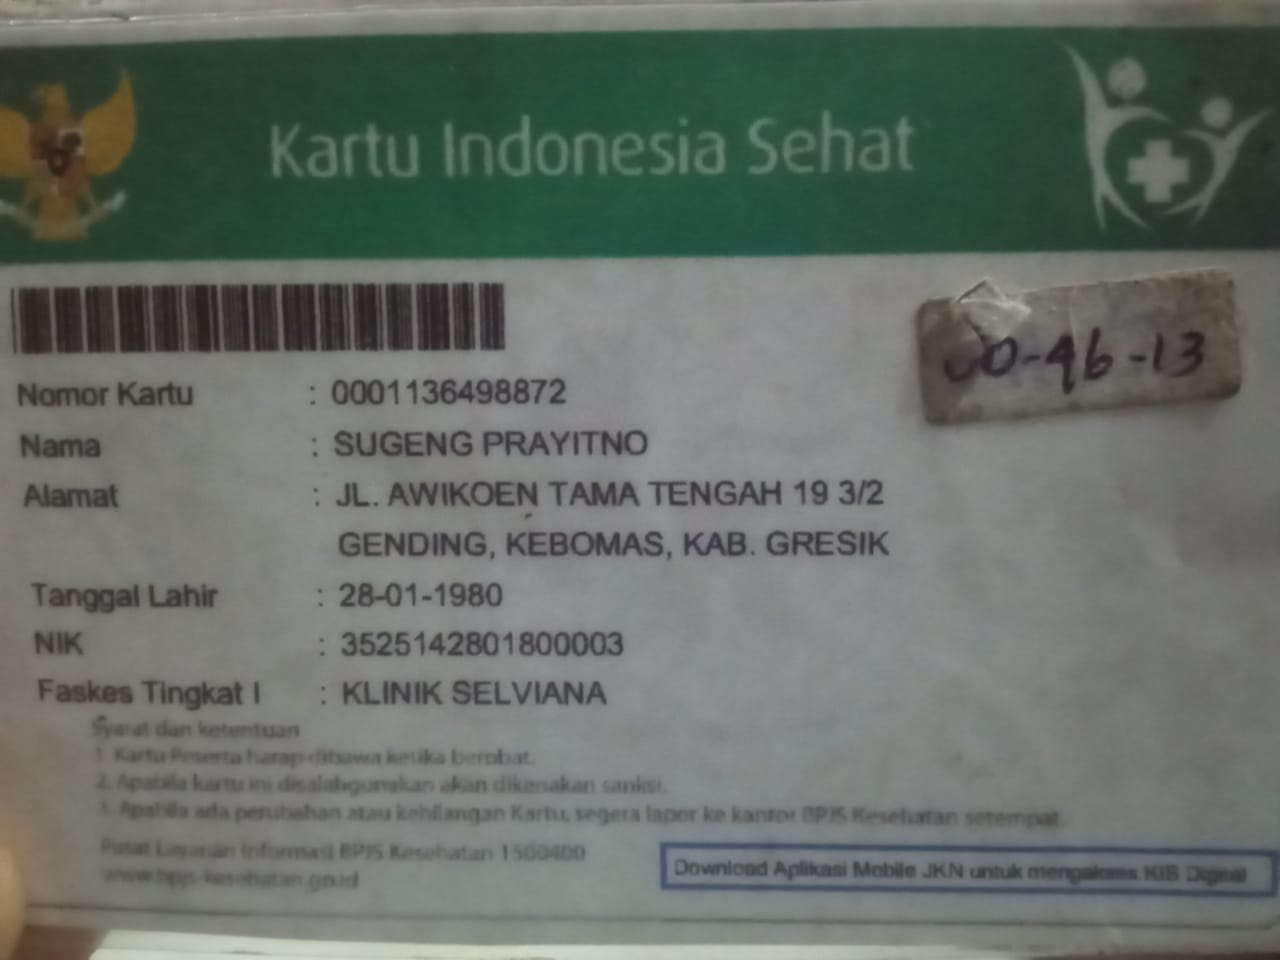 Kartu Indonesia Sehat
00-46-13
Nomor Kartu : 0001136498872
Nama : SUGENG PRAYITNO
Alamat : JL. AWIKOEN TAMA TENGAH 19 3/2
GENDING, KEBOMAS, KAB. GRESIK
Tanggal Lahir : 28-01-1980
NIK : 3525142801800003
Faskes Tingkat I : KLINIK SELVIANA
Syarat dan ketentuan
1. Kartu Peserta harap dibawa ketika berobat.
2. Apabila kartu ini disalahgunakan akan dikenakan sanksi.
3. Apabila ada perubahan atau kehilangan Kartu, segera lapor ke kantor BPJS Kesehatan setempat.
Pusat Layanan Informasi BPJS Kesehatan 1500400
www.bpjs-kesehatan.go.id
Download Aplikasi Mobile JKN untuk mengakses KIS Digital